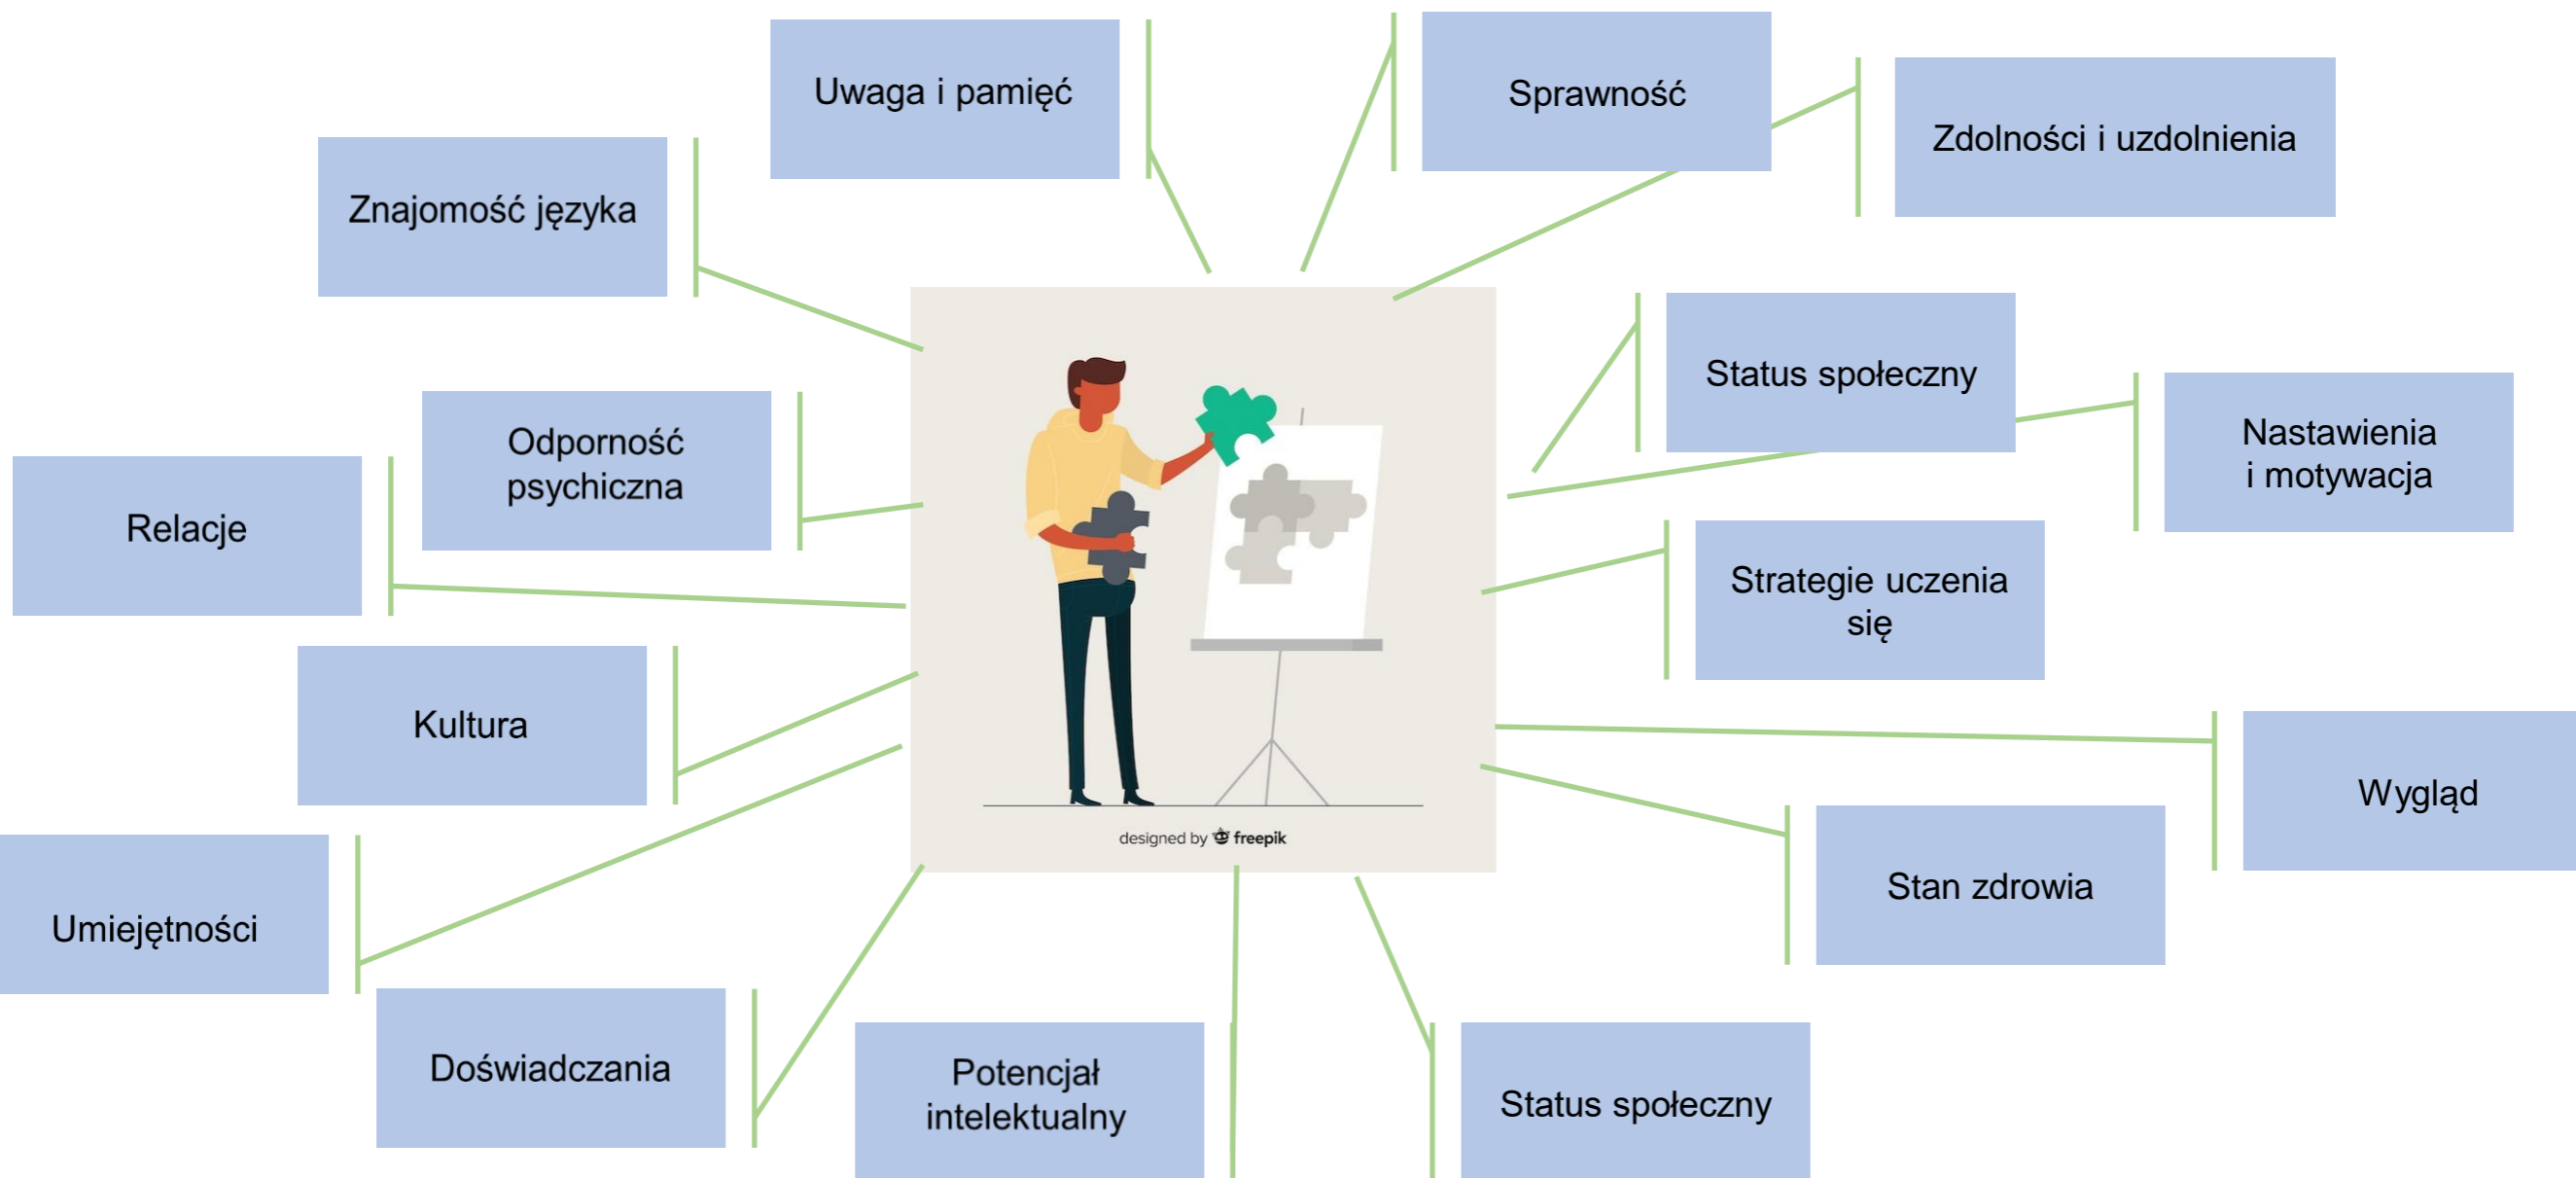 Uwaga i pamięć
Sprawność
Zdolności i uzdolnienia
Znajomość języka
Status społeczny
Nastawienia
i motywacja
Odporność
psychiczna
Relacje
Strategie uczenia
się
Kultura
Wygląd
Stan zdrowia
Umiejętności
designed by freepik
Doświadczania
Potencjał
intelektualny
Status społeczny